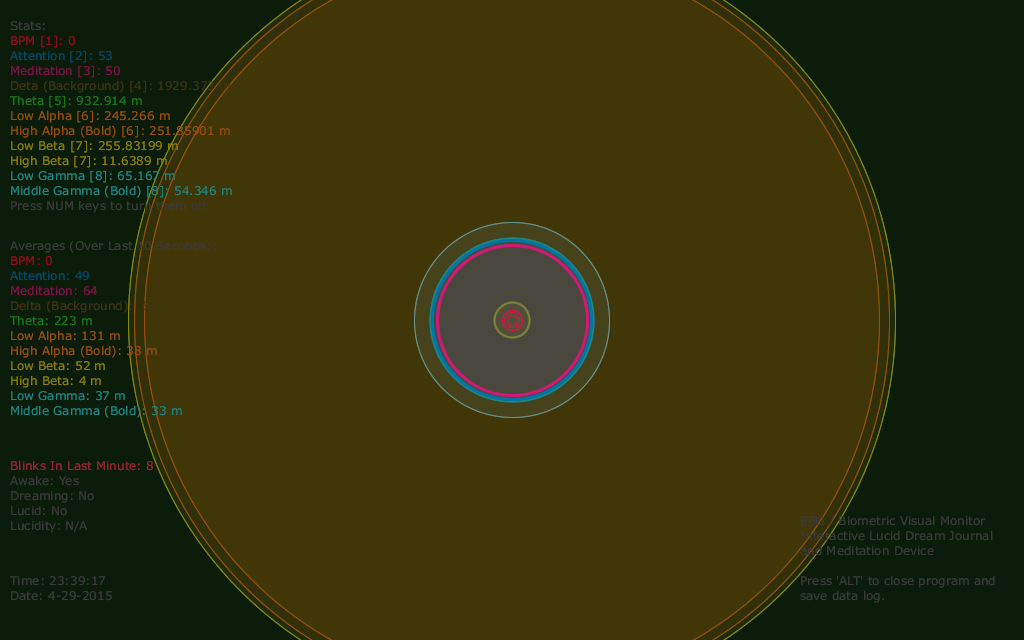 Stats:
BPM [1]: 0
Attention [2]: 53
Meditation [3]: 50
Deta (Background) [4]: 1929.37
Theta [5]: 932.914 m
Low Alpha [6]: 245.266 m
High Alpha (Bold) [6]: 251.85901 m
Low Beta [7]: 255.83199 m
High Beta [7]: 11.6389 m
Low Gamma [8]: 65.167 m
Middle Gamma (Bold) [8]: 54.346 m
Press NUM keys to turn them off
Averages (Over Last 10 Seconds):
BPM: 0
Attention: 49
Meditation: 64
Delta (Background):
Theta: 223 m
Low Alpha: 131 m
High Alpha (Bold): 38 m
Low Beta: 52 m
High Beta: 4 m
Low Gamma: 37 m
Middle Gamma (Bold): 33 m
Blinks In Last Minute: 8
Awake: Yes
Dreaming: No
Lucid: No
Lucidity: N/A
Time: 23:39:17
Date: 4-29-2015
Biometric Visual Monitor
Interactive Lucid Dream Journal
and Meditation Device
Press 'ALT' to close program and
save data log.